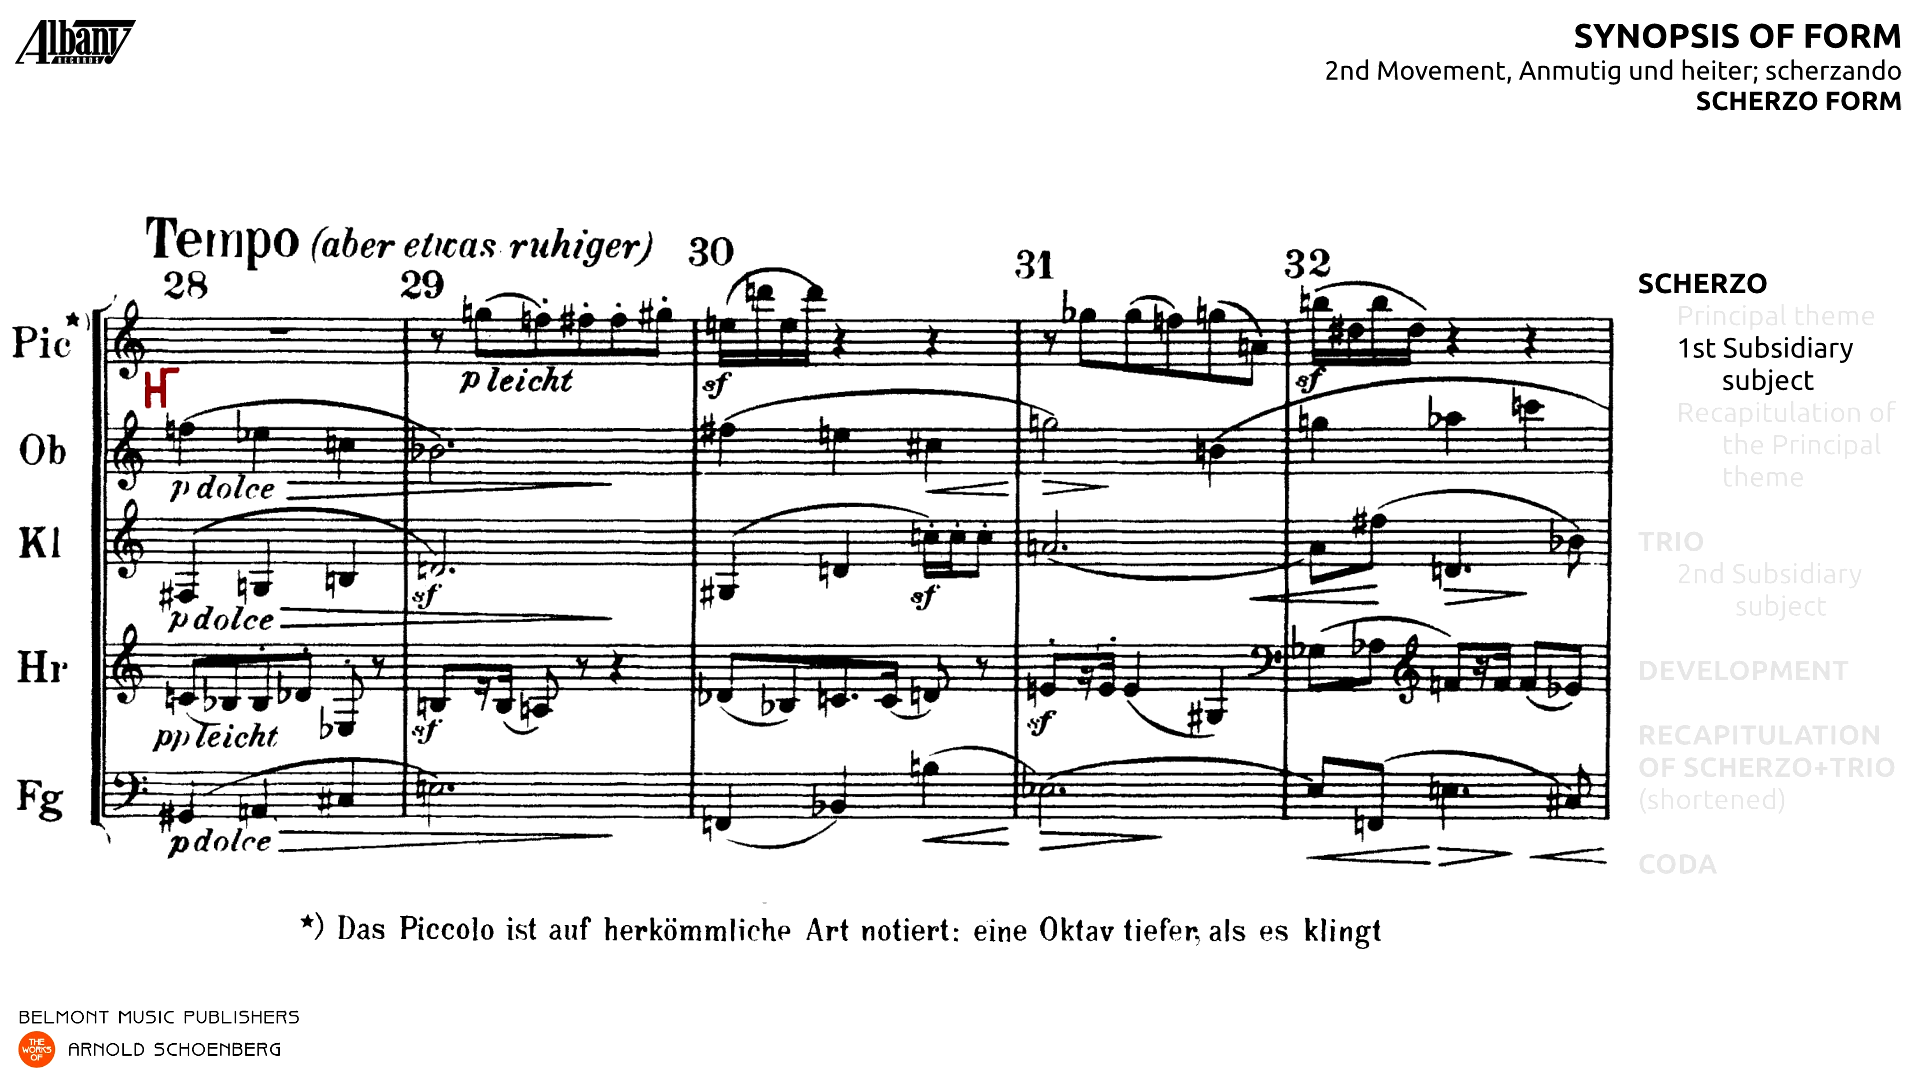 Albany
RECORDS
SYNOPSIS OF FORM
2nd Movement, Anmutig und heiter; scherzando
SCHERZO FORM
Tempo (aber etwas ruhiger)
28 29 30 31 32
Pic *)
p leicht sf sf
H
Ob
p dolce
Kl
p dolce sf sf
Hr
pp leicht sf sf
Fg
p dolce
*) Das Piccolo ist auf herkömmliche Art notiert: eine Oktav tiefer, als es klingt
SCHERZO
Principal theme
1st Subsidiary
subject
Recapitulation of
the Principal
theme
TRIO
2nd Subsidiary
subject
DEVELOPMENT
RECAPITULATION
OF SCHERZO+TRIO
(shortened)
CODA
BELMONT MUSIC PUBLISHERS
THE
WORKS
OF
ARNOLD SCHOENBERG